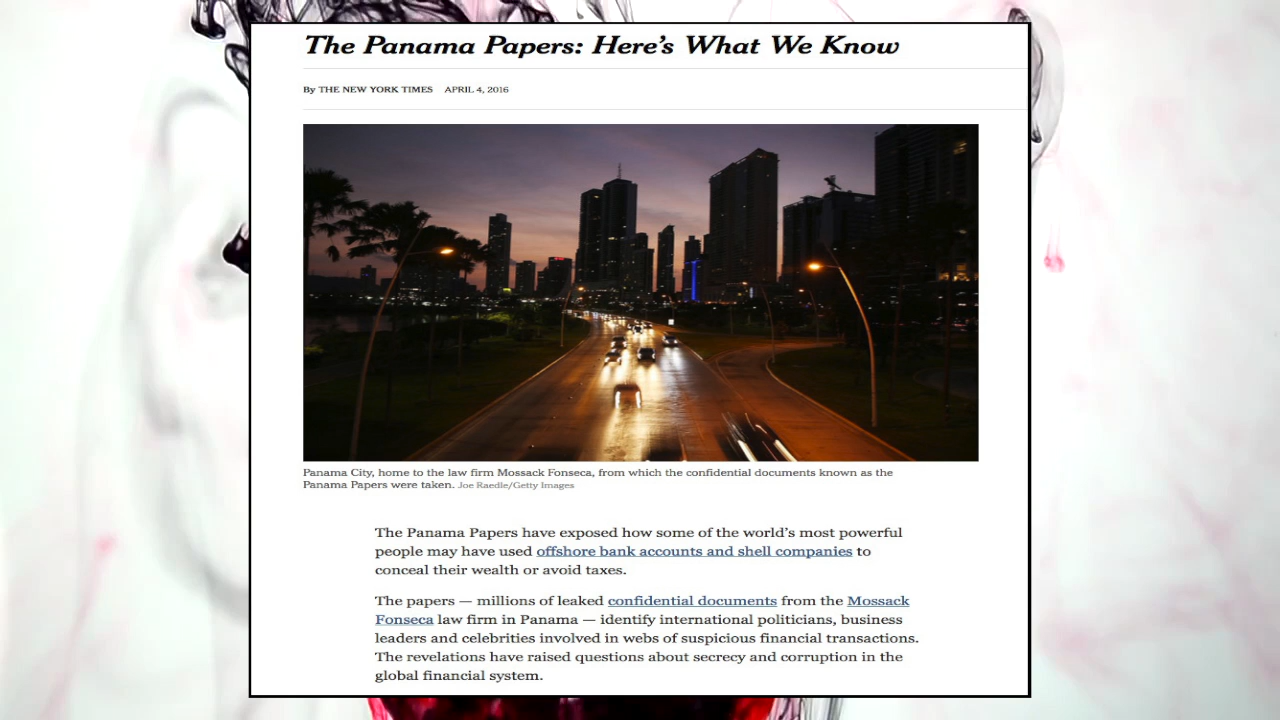 The Panama Papers: Here’s What We Know
By THE NEW YORK TIMES APRIL 4, 2016
Panama City, home to the law firm Mossack Fonseca, from which the confidential documents known as the
Panama Papers were taken. Joe Raedle/Getty Images
The Panama Papers have exposed how some of the world’s most powerful
people may have used offshore bank accounts and shell companies to
conceal their wealth or avoid taxes.
The papers — millions of leaked confidential documents from the Mossack
Fonseca law firm in Panama — identify international politicians, business
leaders and celebrities involved in webs of suspicious financial transactions.
The revelations have raised questions about secrecy and corruption in the
global financial system.